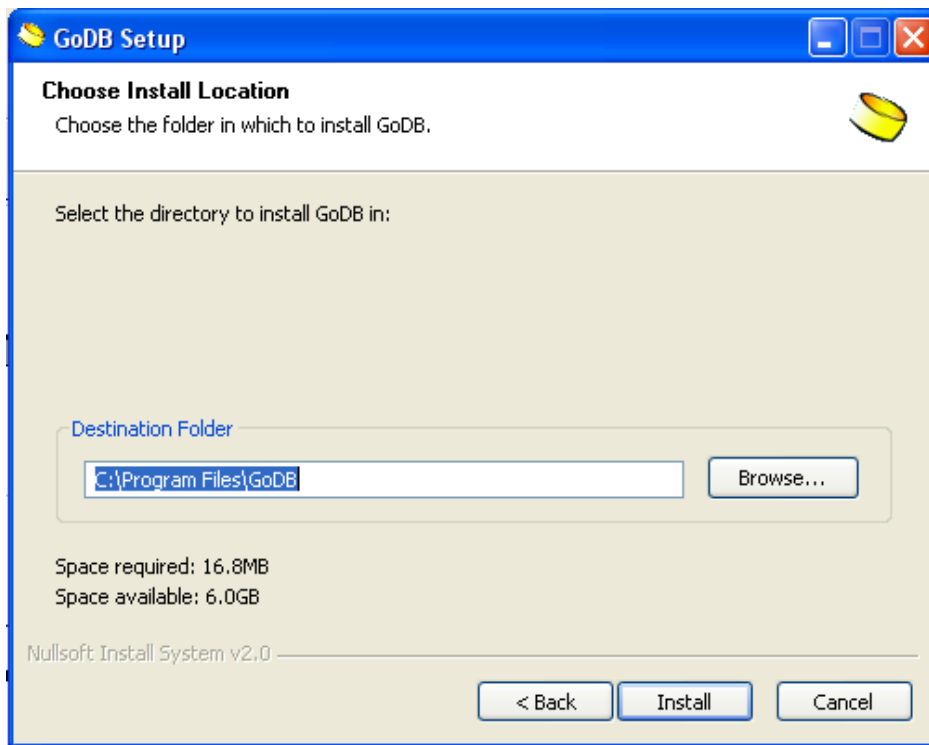 GoDB Setup
Choose Install Location
Choose the folder in which to install GoDB.
Select the directory to install GoDB in:
Destination Folder
C:\Program Files\GoDB
Browse...
Space required: 16.8MB
Space available: 6.0GB
Nullsoft Install System v2.0
< Back
Install
Cancel